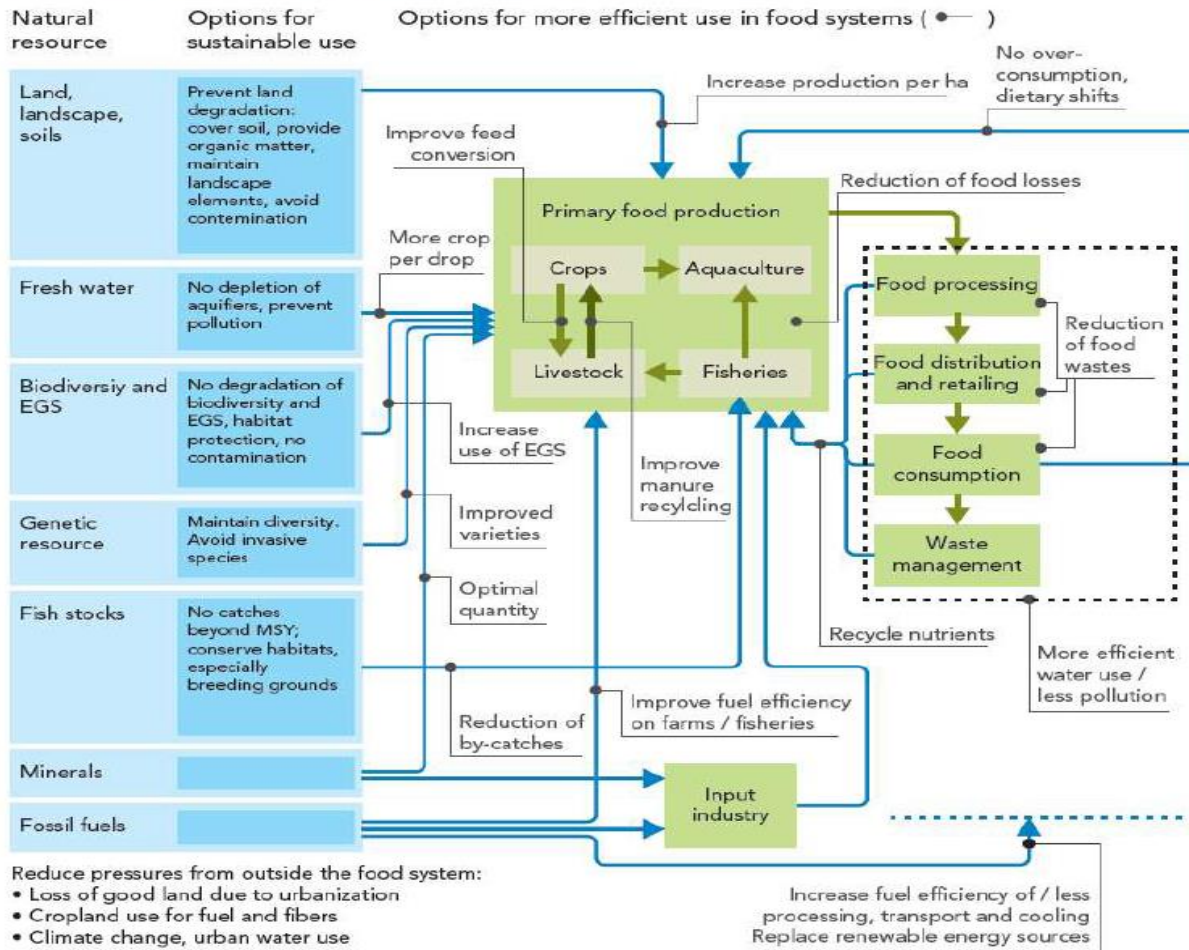 Natural
resource
Options for
sustainable use
Options for more efficient use in food systems ( )
Land,
landscape,
soils
Prevent land
degradation:
cover soil, provide
organic matter,
maintain
landscape
elements, avoid
contemination
Fresh water
No depletion of
aquifiers, prevent
pollution
Biodiversiy and
EGS
No degradation of
biodiversity and
EGS, habitat
protection, no
contamination
Genetic
resource
Maintain diversity.
Avoid invasive
species
Fish stocks
No catches
beyond MSY;
conserve habitats,
especially
breeding grounds
Minerals
Fossil fuels
Increase production per ha
No over-
consumption,
dietary shifts
Improve feed
conversion
Reduction of food losses
More crop
per drop
Primary food production
Crops
Aquaculture
Livestock
Fisheries
Food processing
Food distribution
and retailing
Food
consumption
Waste
management
Reduction
of food
wastes
Increase
use of EGS
Improve
manure
recylcling
Improved
varieties
Optimal
quantity
Recycle nutrients
More efficient
water use /
less pollution
Reduction of
by-catches
Improve fuel efficiency
on farms / fisheries
Input
industry
Reduce pressures from outside the food system:
• Loss of good land due to urbanization
• Cropland use for fuel and fibers
• Climate change, urban water use
Increase fuel efficiency of / less
processing, transport and cooling
Replace renewable energy sources